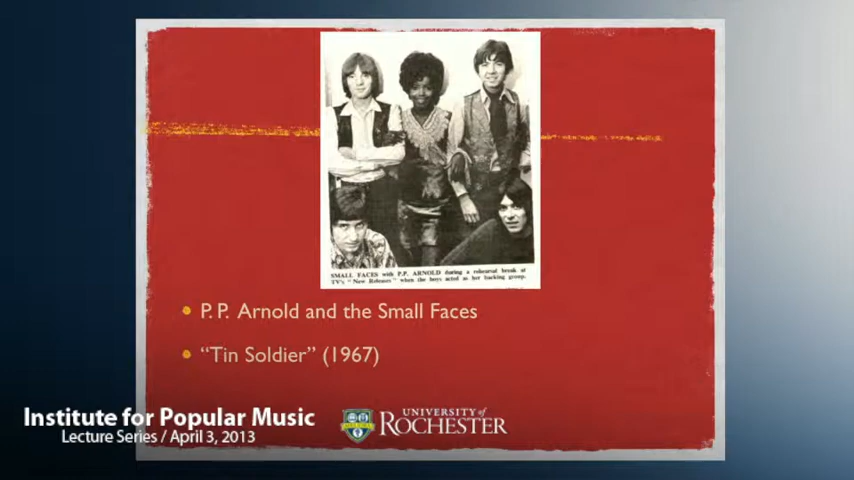 SMALL FACES with P.P. ARNOLD during a rehearsal break at
TV's "New Releases" when the boys acted as her backing group.
P. P. Arnold and the Small Faces
“Tin Soldier” (1967)
Institute for Popular Music
Lecture Series / April 3, 2013
UNIVERSITY of
ROCHESTER